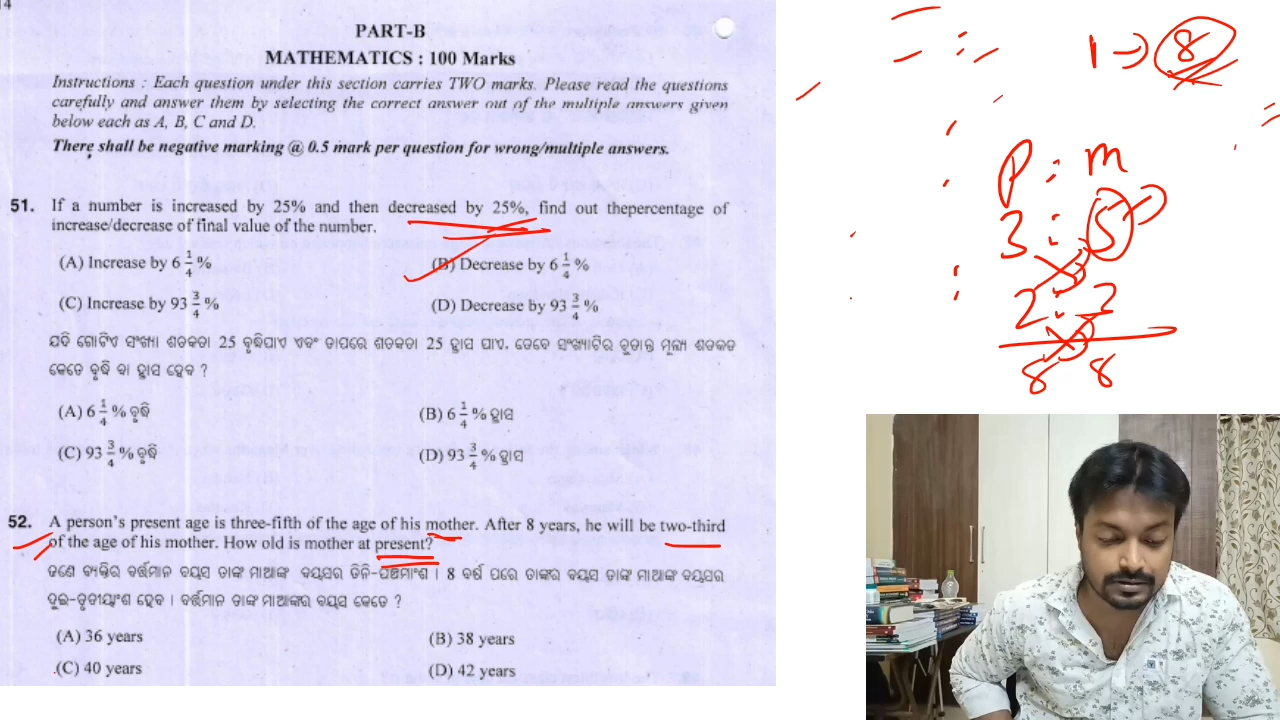 14
PART-B
MATHEMATICS : 100 Marks
Instructions : Each question under this section carries TWO marks. Please read the questions
carefully and answer them by selecting the correct answer out of the multiple answers given
below each as A, B, C and D.
There shall be negative marking @ 0.5 mark per question for wrong/multiple answers.
51. If a number is increased by 25% and then decreased by 25%, find out thepercentage of
increase/decrease of final value of the number.
(A) Increase by 6 1/4 % (B) Decrease by 6 1/4 %
(C) Increase by 93 3/4 % (D) Decrease by 93 3/4 %
ଯଦି ଗୋଟିଏ ସଂଖ୍ୟା ଶତକଡା 25 ବୃଦ୍ଧିପାଏ ଏବଂ ତାପରେ ଶତକଡା 25 ହ୍ରାସ ପାଏ, ତେବେ ସଂଖ୍ୟାଟିର ଚୂଡାନ୍ତ ମୂଲ୍ୟ ଶତକଡ
କେତେ ବୃଦ୍ଧି ବା ହ୍ରାସ ହେବ ?
(A) 6 1/4 % ବୃଦ୍ଧି (B) 6 1/4 % ହ୍ରାସ
(C) 93 3/4 % ବୃଦ୍ଧି (D) 93 3/4 % ହ୍ରାସ
52. A person's present age is three-fifth of the age of his mother. After 8 years, he will be two-third
of the age of his mother. How old is mother at present?
ଜଣେ ବ୍ୟକ୍ତିର ବର୍ତ୍ତମାନ ବୟସ ତାଙ୍କ ମାଆଙ୍କ ବୟସର ତିନି-ପଞ୍ଚମାଂଶ । 8 ବର୍ଷ ପରେ ତାଙ୍କର ବୟସ ତାଙ୍କ ମାଆଙ୍କ ବୟସର
ଦୁଇ-ତୃତୀୟାଂଶ ହେବ । ବର୍ତ୍ତମାନ ତାଙ୍କ ମାଆଙ୍କର ବୟସ କେତେ ?
(A) 36 years (B) 38 years
(C) 40 years (D) 42 years
1 → 8
P : m
3 : 5
2 : 3
8 8